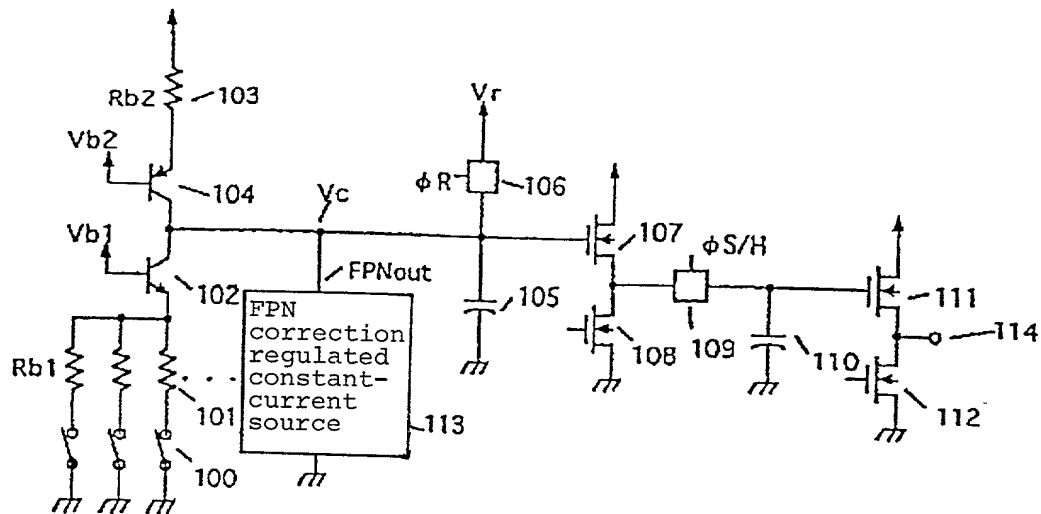 Rb2
103
Vb2
104
Vr
φR
106
Vc
107
φS/H
Vb1
102
FPNout
105
108
109
110
111
114
112
FPN
correction
regulated
constant-
current
source
Rb1
101
113
100